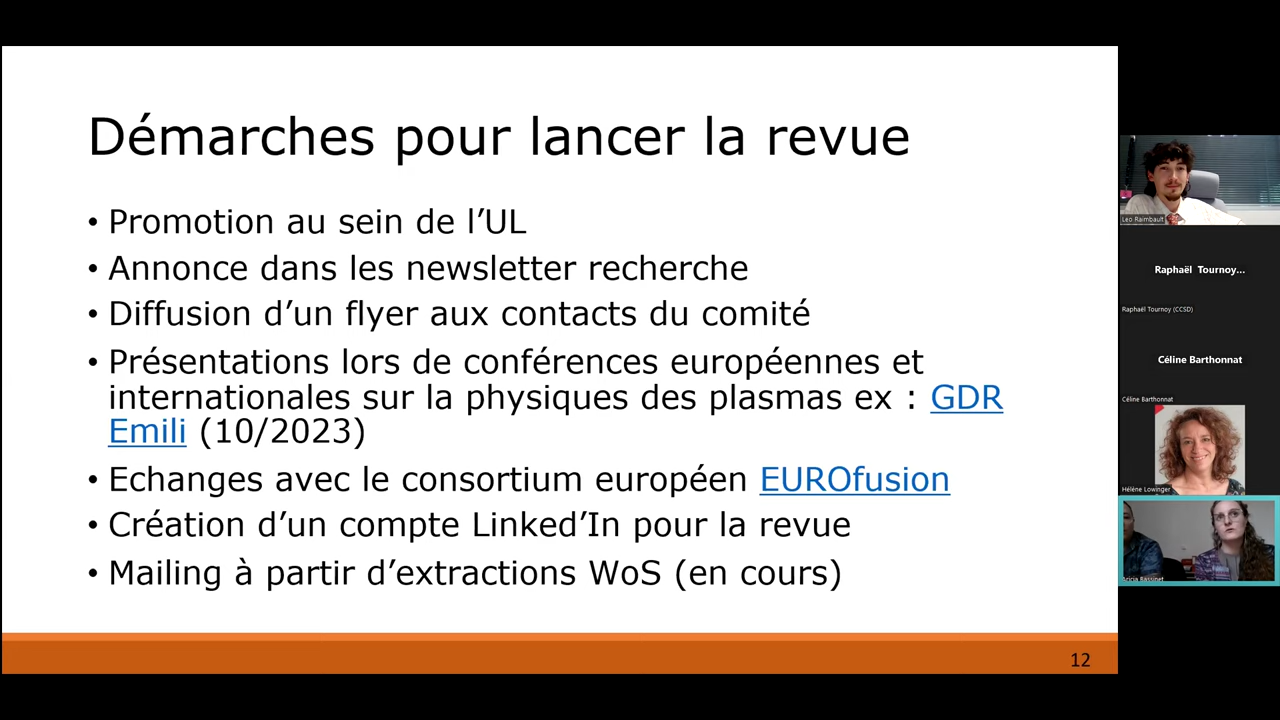 Démarches pour lancer la revue
• Promotion au sein de l’UL
• Annonce dans les newsletter recherche
• Diffusion d’un flyer aux contacts du comité
• Présentations lors de conférences européennes et
internationales sur la physiques des plasmas ex : GDR
Emili (10/2023)
• Echanges avec le consortium européen EUROfusion
• Création d’un compte Linked’In pour la revue
• Mailing à partir d’extractions WoS (en cours)
12
Leo Raimbault
Raphaël Tournoy...
Raphaël Tournoy (CCSD)
Céline Barthonnat
Céline Barthonnat
Hélène Lowinger
Aricia Bassinet